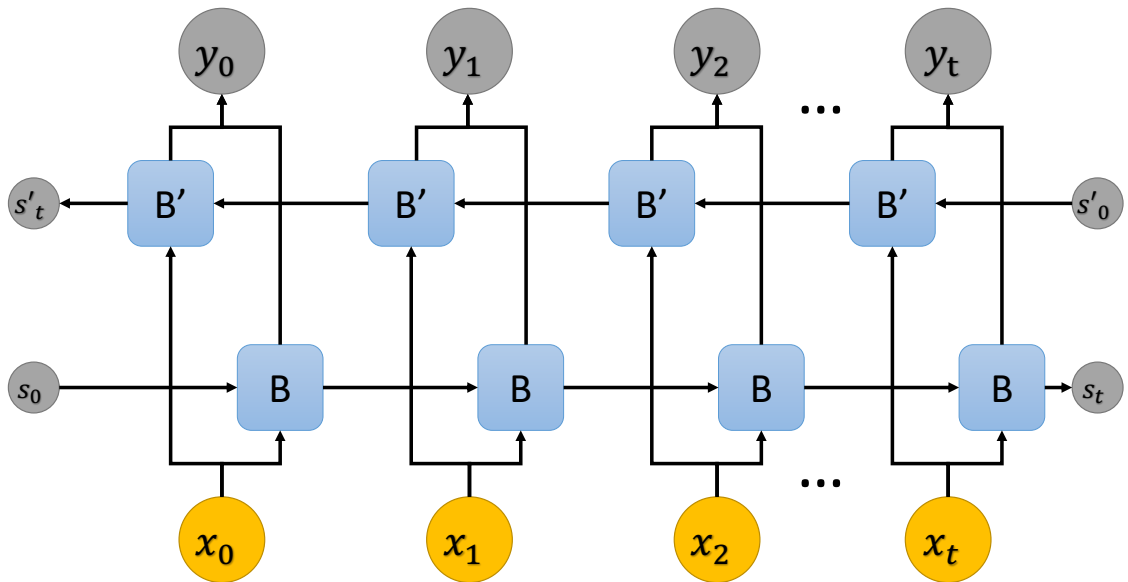 y₀ y₁ y₂ yₜ
...
s'ₜ B’ B’ B’ B’ s'₀
s₀ B B B B sₜ
...
x₀ x₁ x₂ xₜ